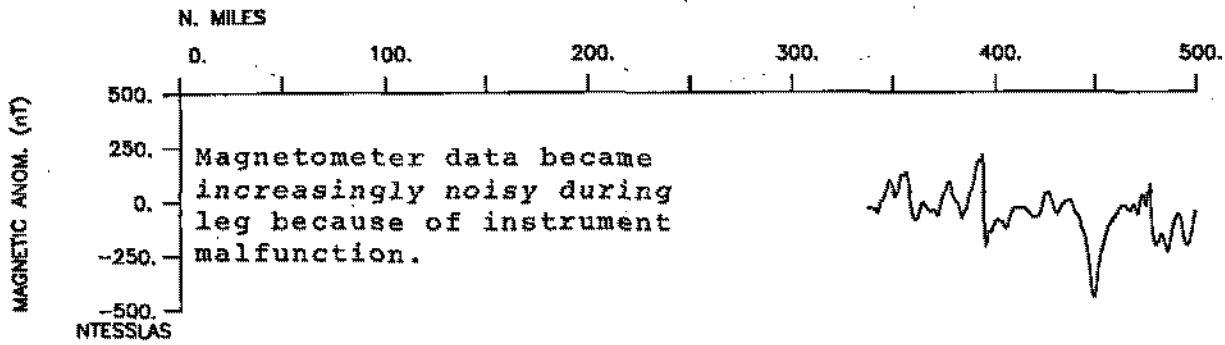 N. MILES
0. 100. 200. 300. 400. 500.
MAGNETIC ANOM. (nT)
500.
250.
0.
-250.
-500.
Magnetometer data became
increasingly noisy during
leg because of instrument
malfunction.
NTESSLAS